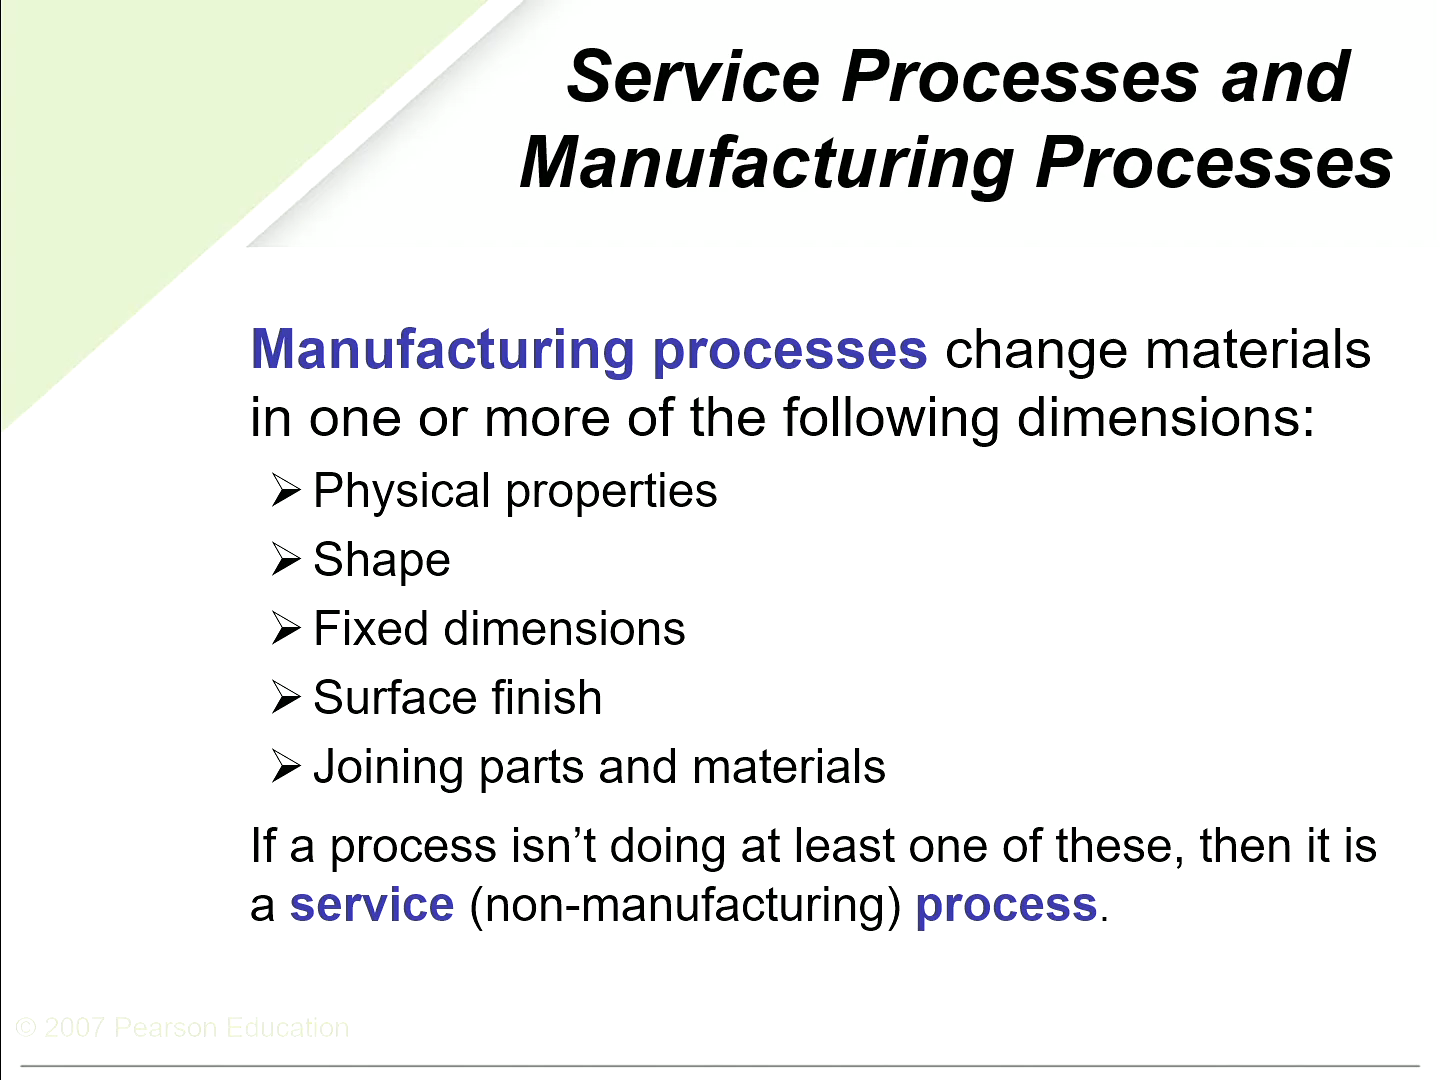 Service Processes and
Manufacturing Processes
Manufacturing processes change materials
in one or more of the following dimensions:
➢ Physical properties
➢ Shape
➢ Fixed dimensions
➢ Surface finish
➢ Joining parts and materials
If a process isn’t doing at least one of these, then it is
a service (non-manufacturing) process.
© 2007 Pearson Education